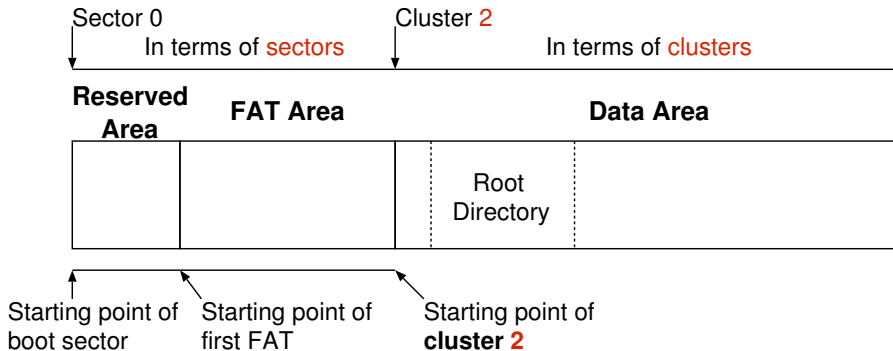 Sector 0
Cluster 2
In terms of sectors
In terms of clusters
Reserved
Area
FAT Area
Data Area
Root
Directory
Starting point of
boot sector
Starting point of
first FAT
Starting point of
cluster 2